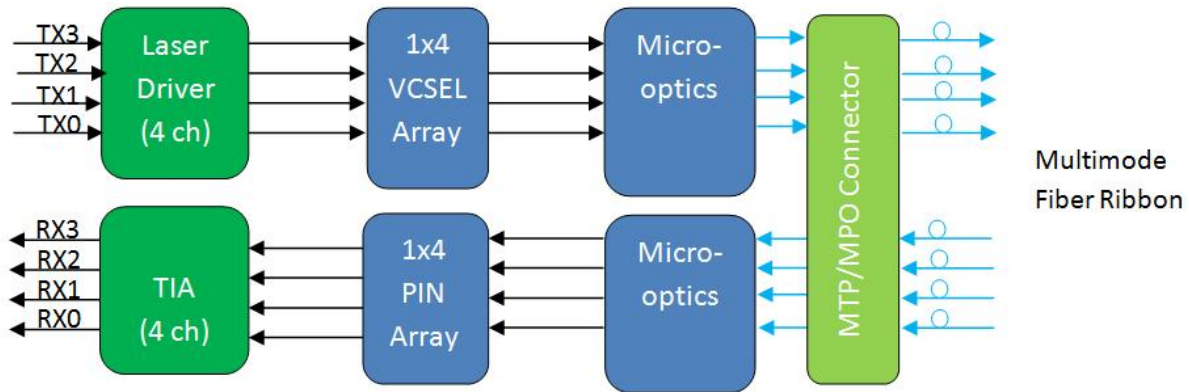 TX3
TX2
TX1
TX0
Laser
Driver
(4 ch)
1x4
VCSEL
Array
Micro-
optics
MTP/MPO Connector
Multimode
Fiber Ribbon
RX3
RX2
RX1
RX0
TIA
(4 ch)
1x4
PIN
Array
Micro-
optics